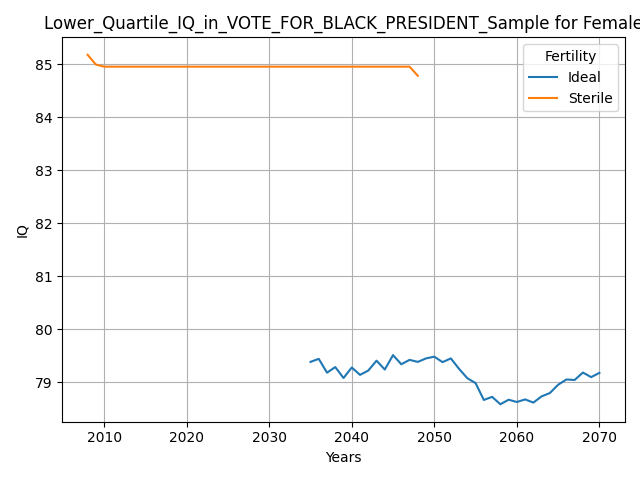 Lower_Quartile_IQ_in_VOTE_FOR_BLACK_PRESIDENT_Sample for Female
Fertility
Ideal
Sterile
85
84
83
82
81
80
79
IQ
2010 2020 2030 2040 2050 2060 2070
Years